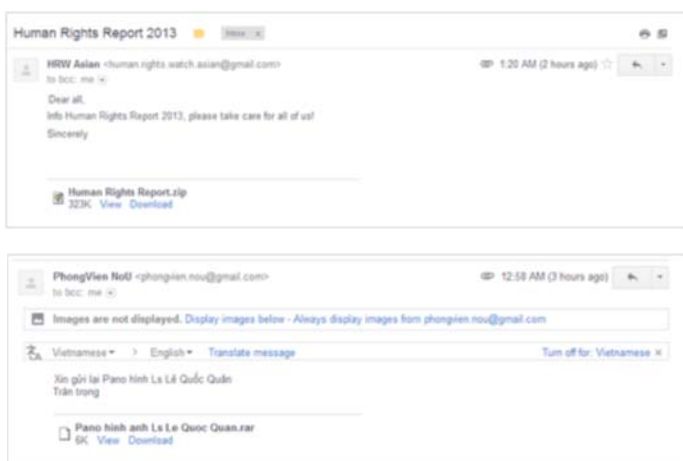 Human Rights Report 2013 Inbox x
HRW Asian <human.rights.watch.asian@gmail.com> 1:20 AM (2 hours ago)
to bcc: me
Dear all,
Info Human Rights Report 2013, please take care for all of us!
Sincerely
Human Rights Report.zip
323K View Download
PhongVien NoU <phongvien.nou@gmail.com> 12:58 AM (3 hours ago)
to bcc: me
Images are not displayed. Display images below - Always display images from phongvien.nou@gmail.com
Vietnamese > English Translate message Turn off for: Vietnamese x
Xin gửi lại Pano hình Ls Lê Quốc Quân
Trân trọng
Pano hinh anh Ls Le Quoc Quan.rar
6K View Download